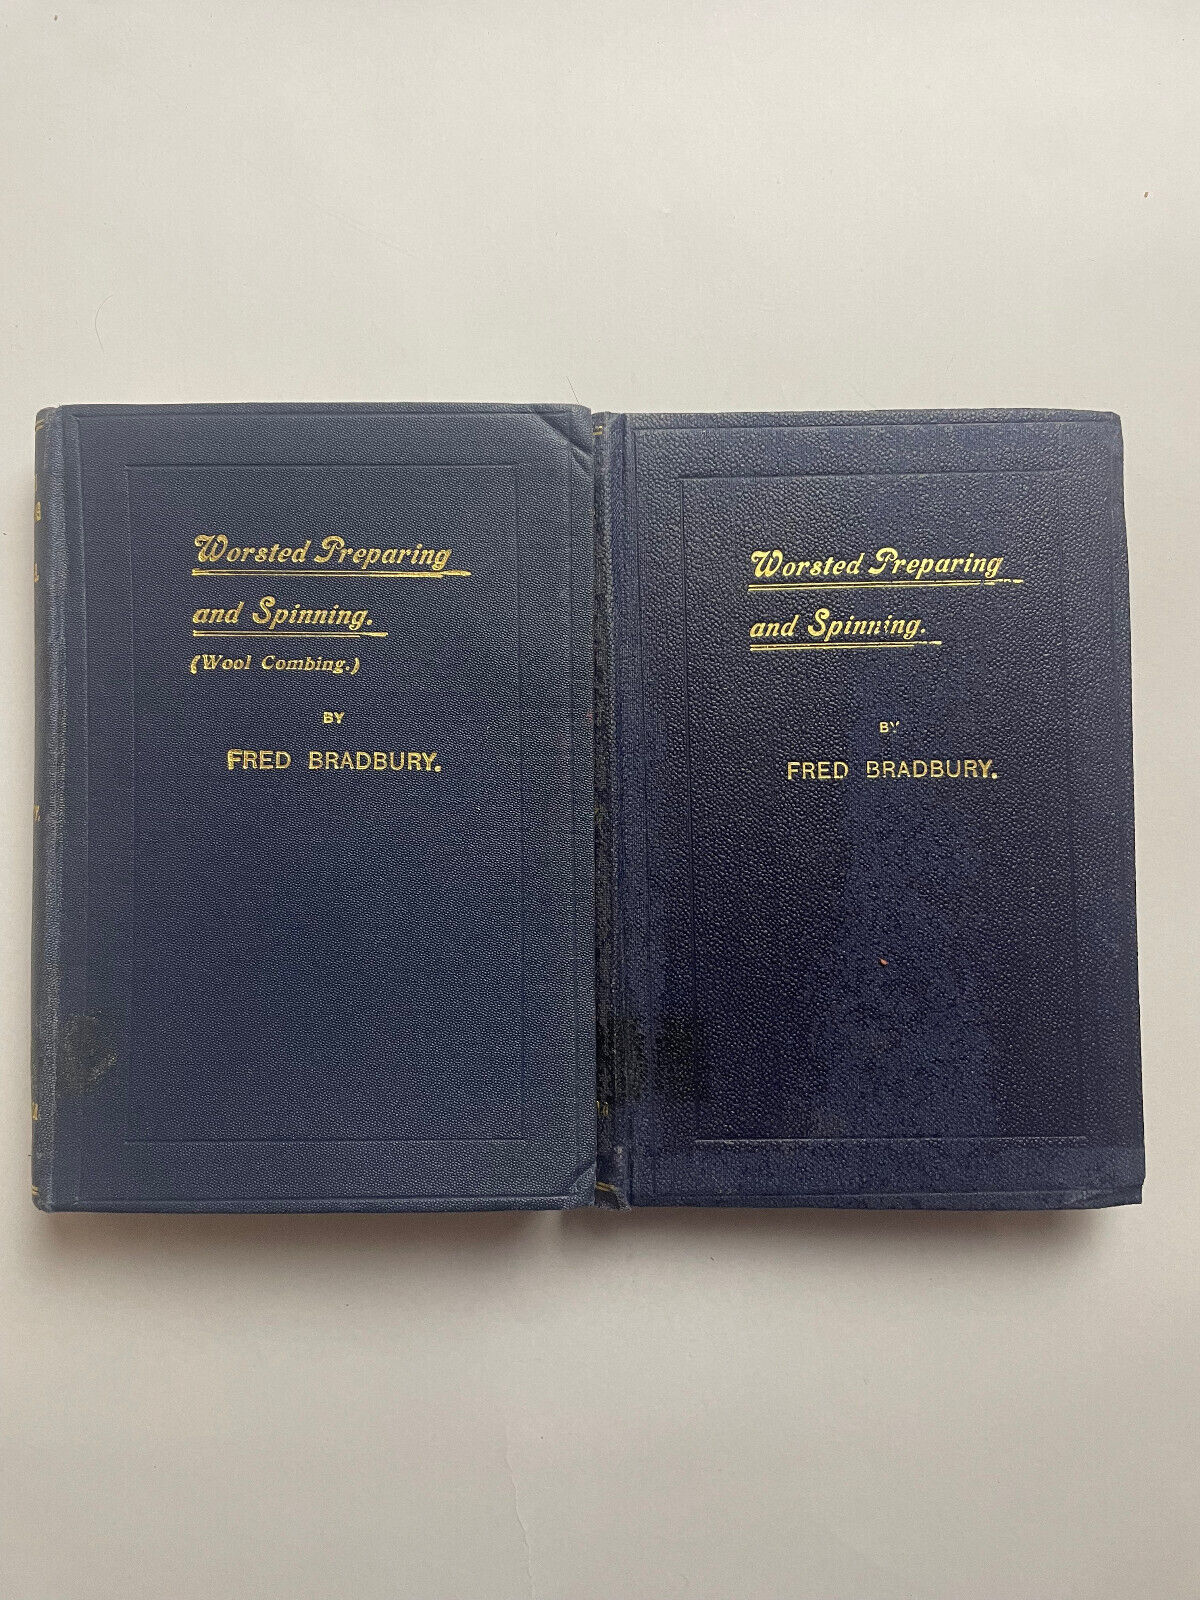 Worsted Preparing
and Spinning.
(Wool Combing.)
BY
FRED BRADBURY.
Worsted Preparing
and Spinning.
BY
FRED BRADBURY.